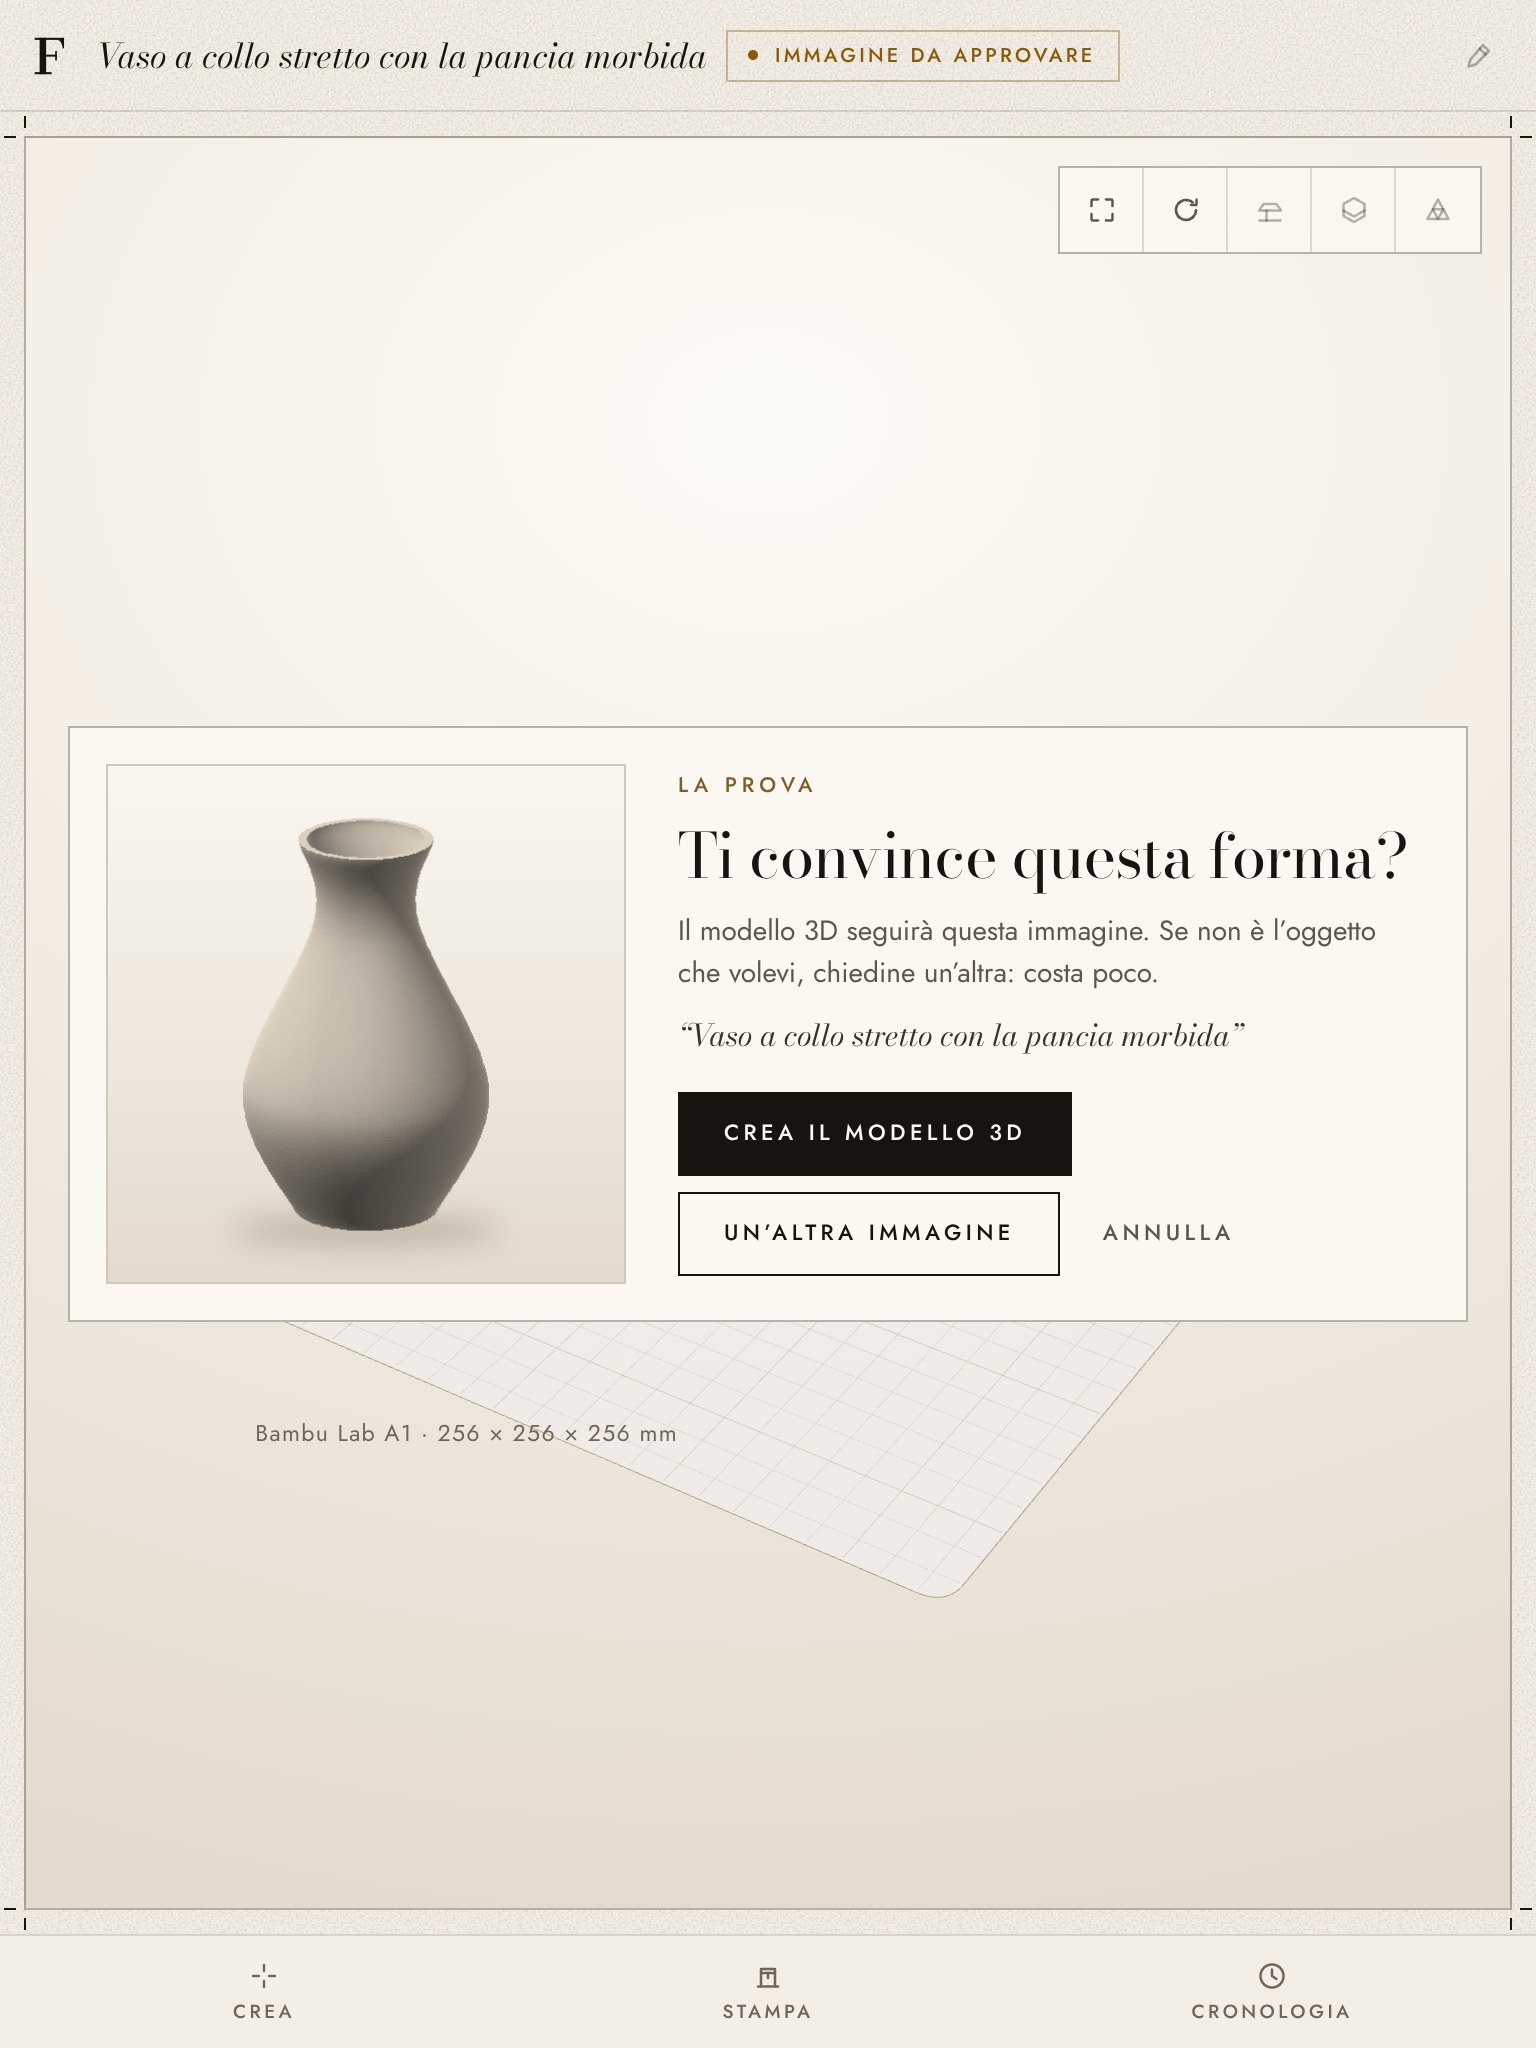 F
Vaso a collo stretto con la pancia morbida
IMMAGINE DA APPROVARE
LA PROVA
Ti convince questa forma?
Il modello 3D seguirà questa immagine. Se non è l’oggetto
che volevi, chiedine un’altra: costa poco.
“Vaso a collo stretto con la pancia morbida”
CREA IL MODELLO 3D
UN’ALTRA IMMAGINE
ANNULLA
Bambu Lab A1 · 256 × 256 × 256 mm
CREA
STAMPA
CRONOLOGIA